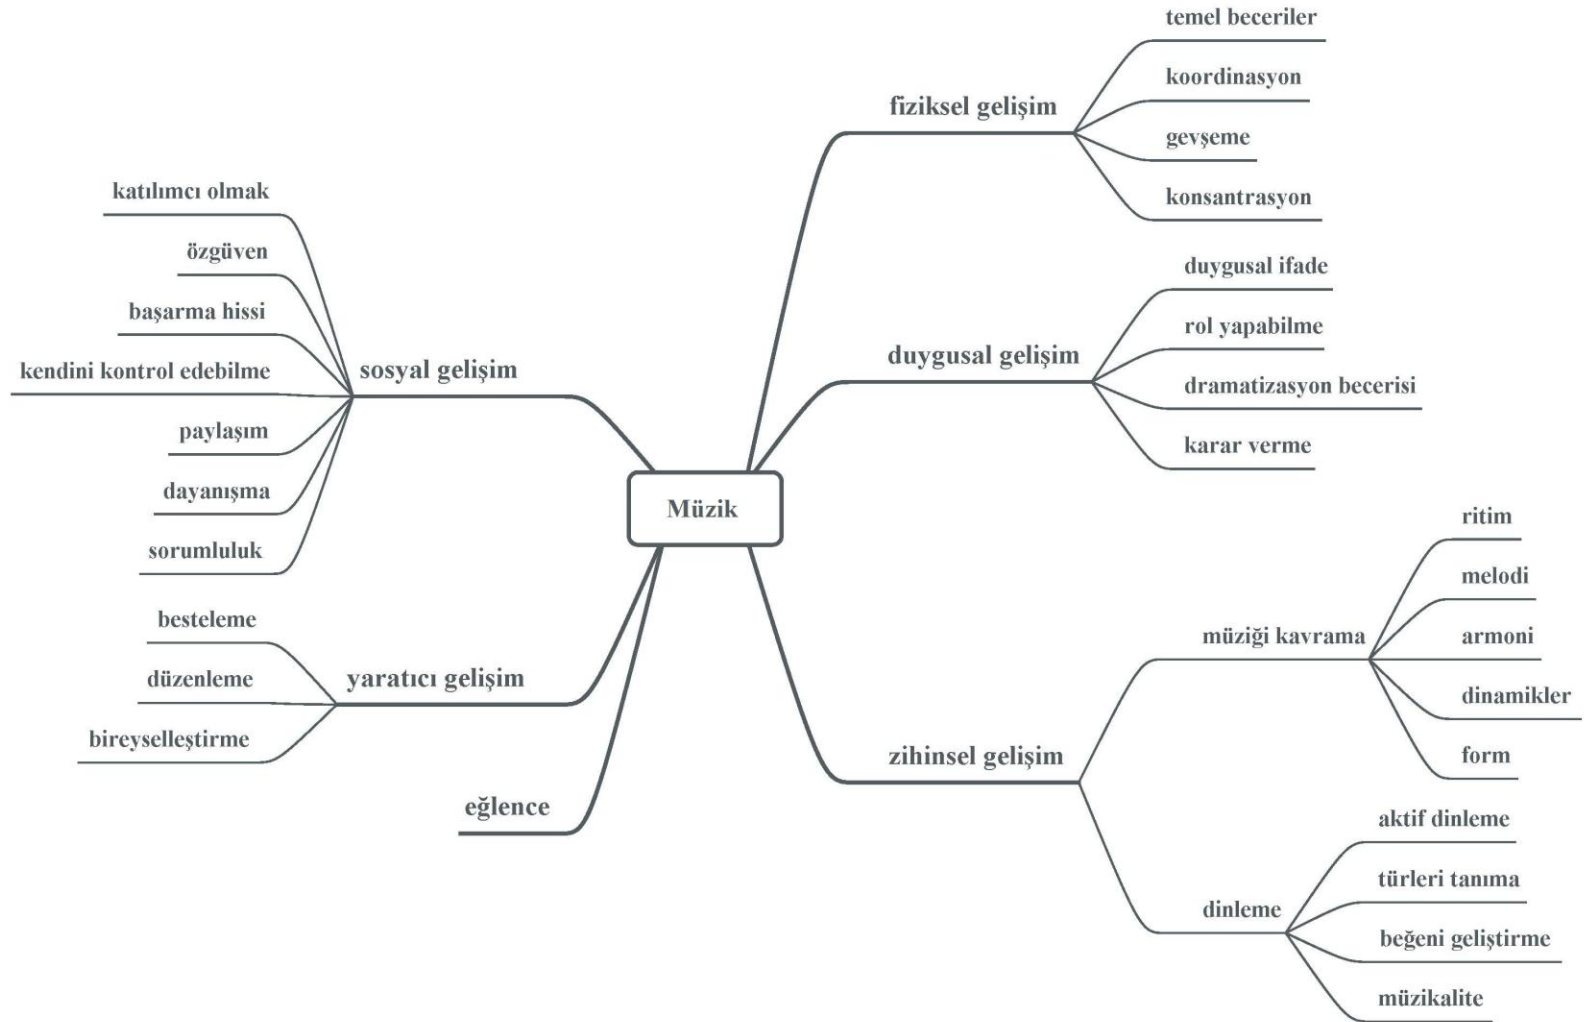 Müzik
fiziksel gelişim
temel beceriler
koordinasyon
gevşeme
konsantrasyon
duygusal gelişim
duygusal ifade
rol yapabilme
dramatizasyon becerisi
karar verme
zihinsel gelişim
müziği kavrama
ritim
melodi
armoni
dinamikler
form
dinleme
aktif dinleme
türleri tanıma
beğeni geliştirme
müzikalite
sosyal gelişim
katılımcı olmak
özgüven
başarma hissi
kendini kontrol edebilme
paylaşım
dayanışma
sorumluluk
yaratıcı gelişim
besteleme
düzenleme
bireyselleştirme
eğlence